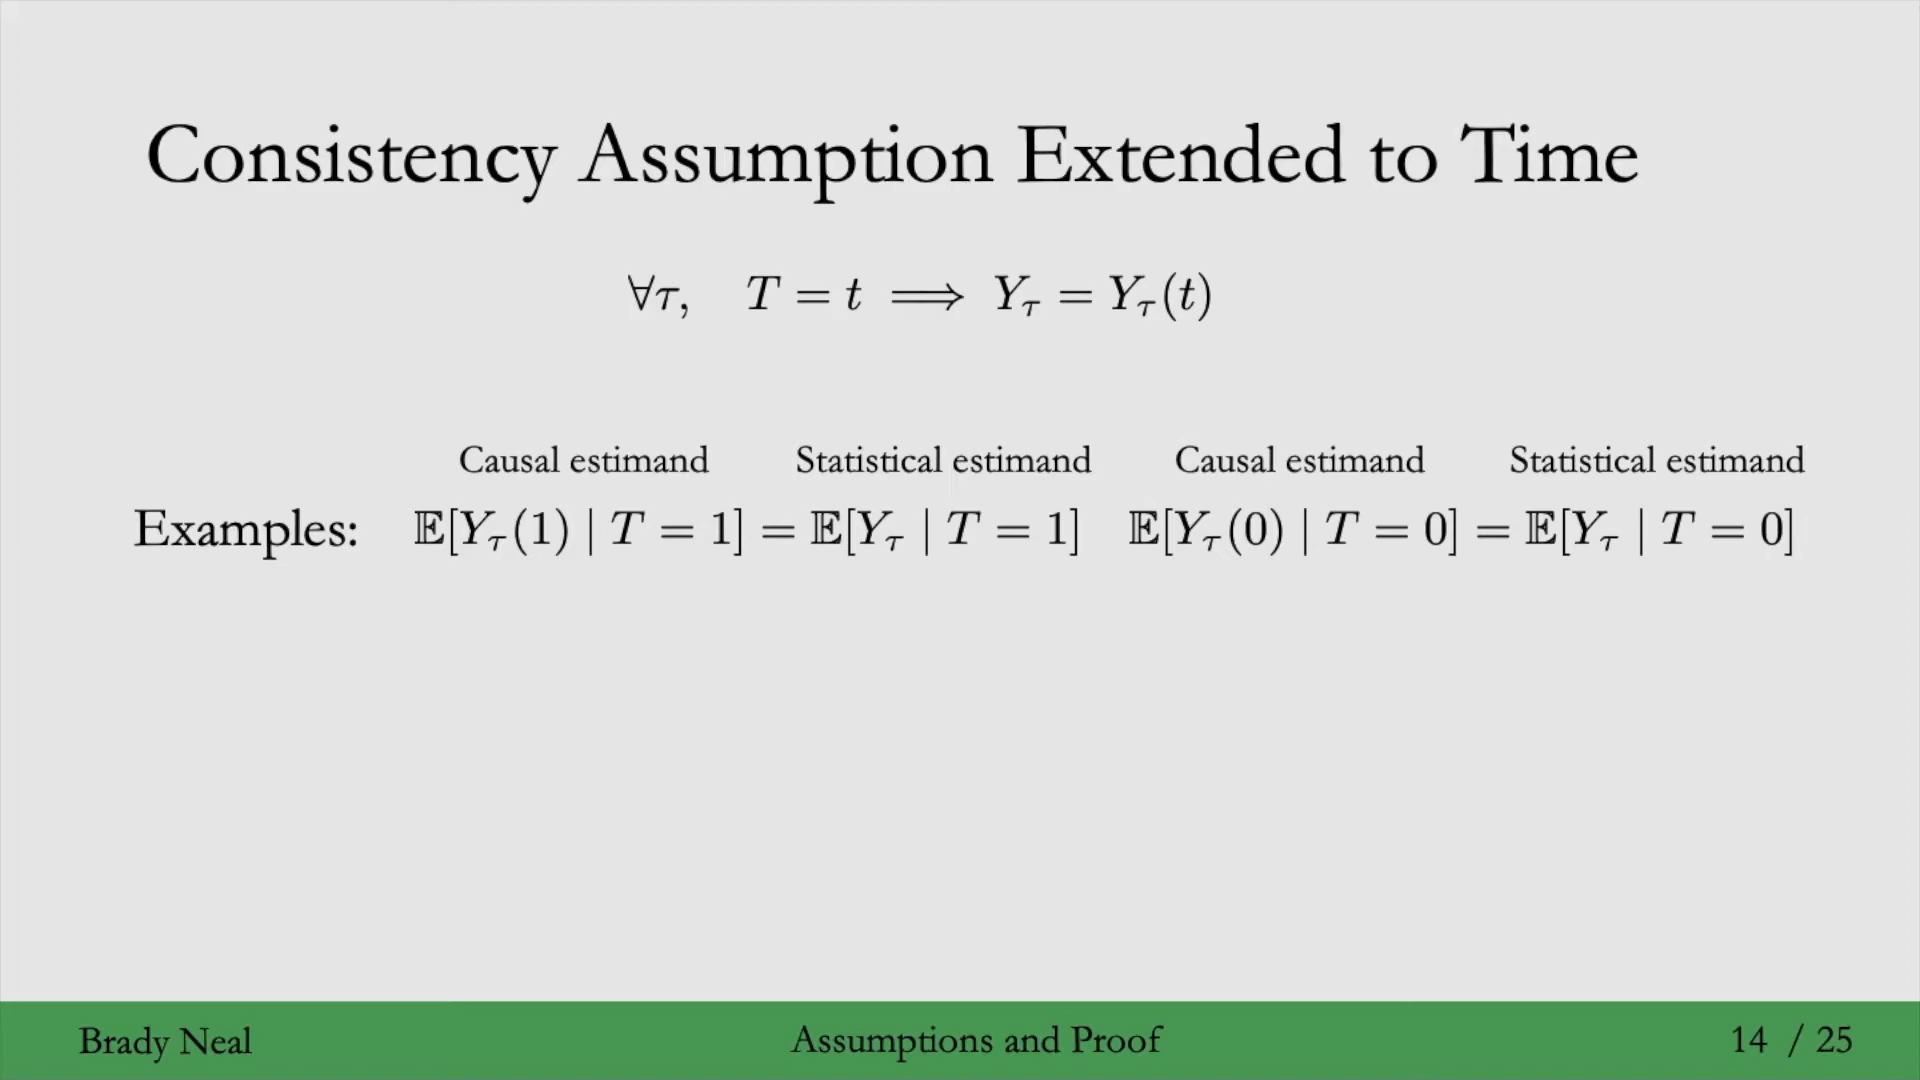 Consistency Assumption Extended to Time
∀τ, T = t ⟹ Y_τ = Y_τ(t)
Causal estimand Statistical estimand Causal estimand Statistical estimand
Examples: 𝔼[Y_τ(1) | T = 1] = 𝔼[Y_τ | T = 1] 𝔼[Y_τ(0) | T = 0] = 𝔼[Y_τ | T = 0]
Brady Neal Assumptions and Proof 14 / 25